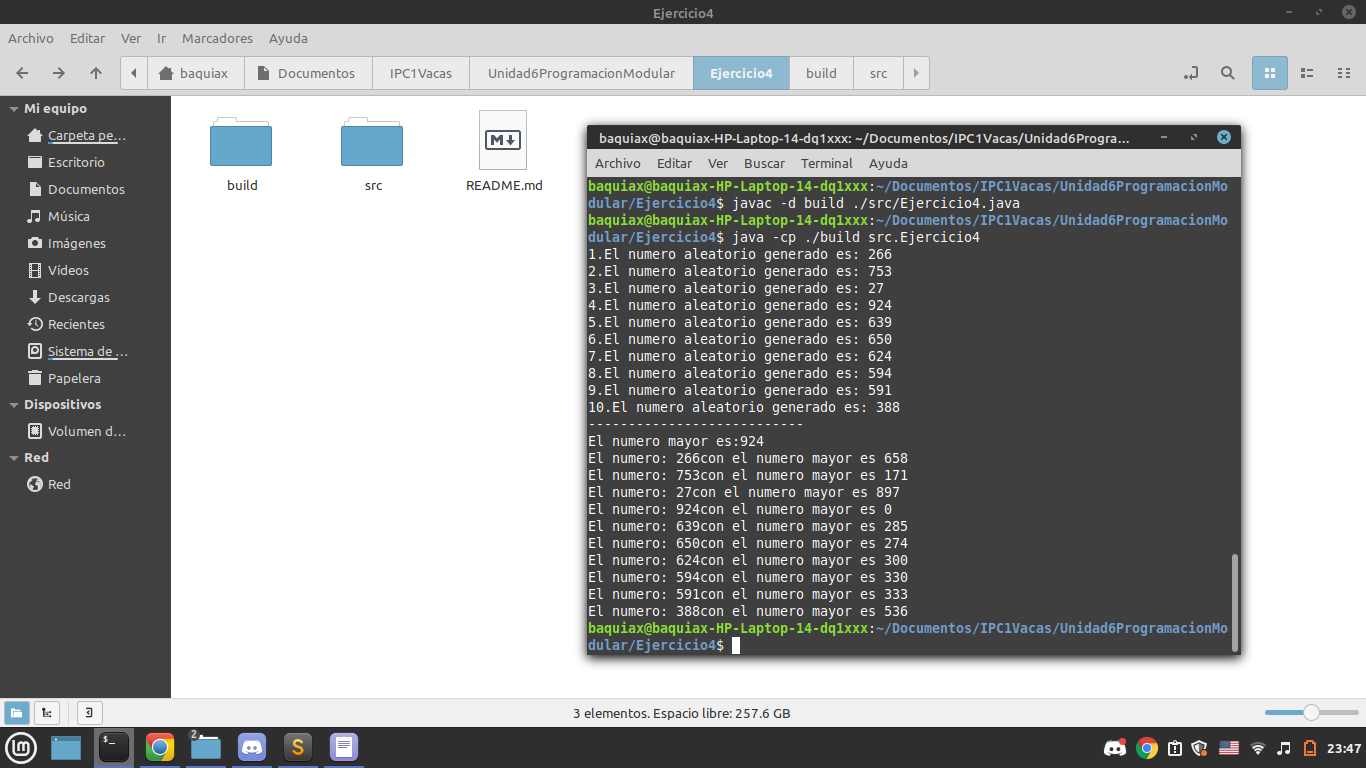 Ejercicio4
Archivo Editar Ver Ir Marcadores Ayuda
baquiax Documentos IPC1Vacas Unidad6ProgramacionModular Ejercicio4 build src
Mi equipo
Carpeta pe...
Escritorio
Documentos
Música
Imágenes
Vídeos
Descargas
Recientes
Sistema de ...
Papelera
Dispositivos
Volumen d...
Red
Red
build
src
README.md
baquiax@baquiax-HP-Laptop-14-dq1xxx: ~/Documentos/IPC1Vacas/Unidad6Progra...
Archivo Editar Ver Buscar Terminal Ayuda
baquiax@baquiax-HP-Laptop-14-dq1xxx:~/Documentos/IPC1Vacas/Unidad6ProgramacionMo
dular/Ejercicio4$ javac -d build ./src/Ejercicio4.java
baquiax@baquiax-HP-Laptop-14-dq1xxx:~/Documentos/IPC1Vacas/Unidad6ProgramacionMo
dular/Ejercicio4$ java -cp ./build src.Ejercicio4
1.El numero aleatorio generado es: 266
2.El numero aleatorio generado es: 753
3.El numero aleatorio generado es: 27
4.El numero aleatorio generado es: 924
5.El numero aleatorio generado es: 639
6.El numero aleatorio generado es: 650
7.El numero aleatorio generado es: 624
8.El numero aleatorio generado es: 594
9.El numero aleatorio generado es: 591
10.El numero aleatorio generado es: 388
---------------------------
El numero mayor es:924
El numero: 266con el numero mayor es 658
El numero: 753con el numero mayor es 171
El numero: 27con el numero mayor es 897
El numero: 924con el numero mayor es 0
El numero: 639con el numero mayor es 285
El numero: 650con el numero mayor es 274
El numero: 624con el numero mayor es 300
El numero: 594con el numero mayor es 330
El numero: 591con el numero mayor es 333
El numero: 388con el numero mayor es 536
baquiax@baquiax-HP-Laptop-14-dq1xxx:~/Documentos/IPC1Vacas/Unidad6ProgramacionMo
dular/Ejercicio4$
3 elementos. Espacio libre: 257.6 GB
2
23:47